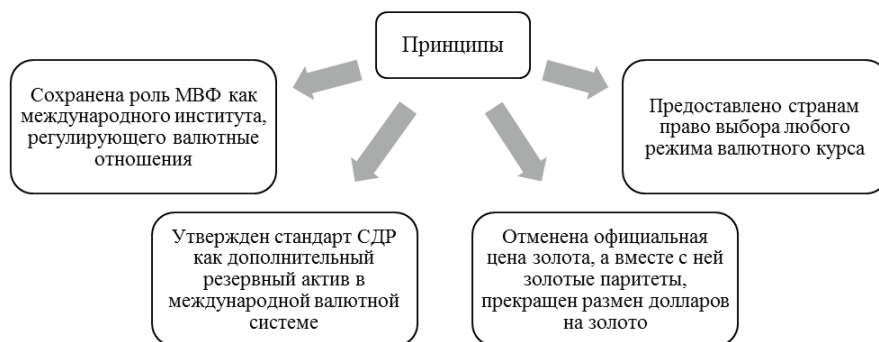 Принципы
Сохранена роль МВФ как
международного института,
регулирующего валютные
отношения
Предоставлено странам
право выбора любого
режима валютного курса
Утвержден стандарт СДР
как дополнительный
резервный актив в
международной валютной
системе
Отменена официальная
цена золота, а вместе с ней
золотые паритеты,
прекращен размен долларов
на золото